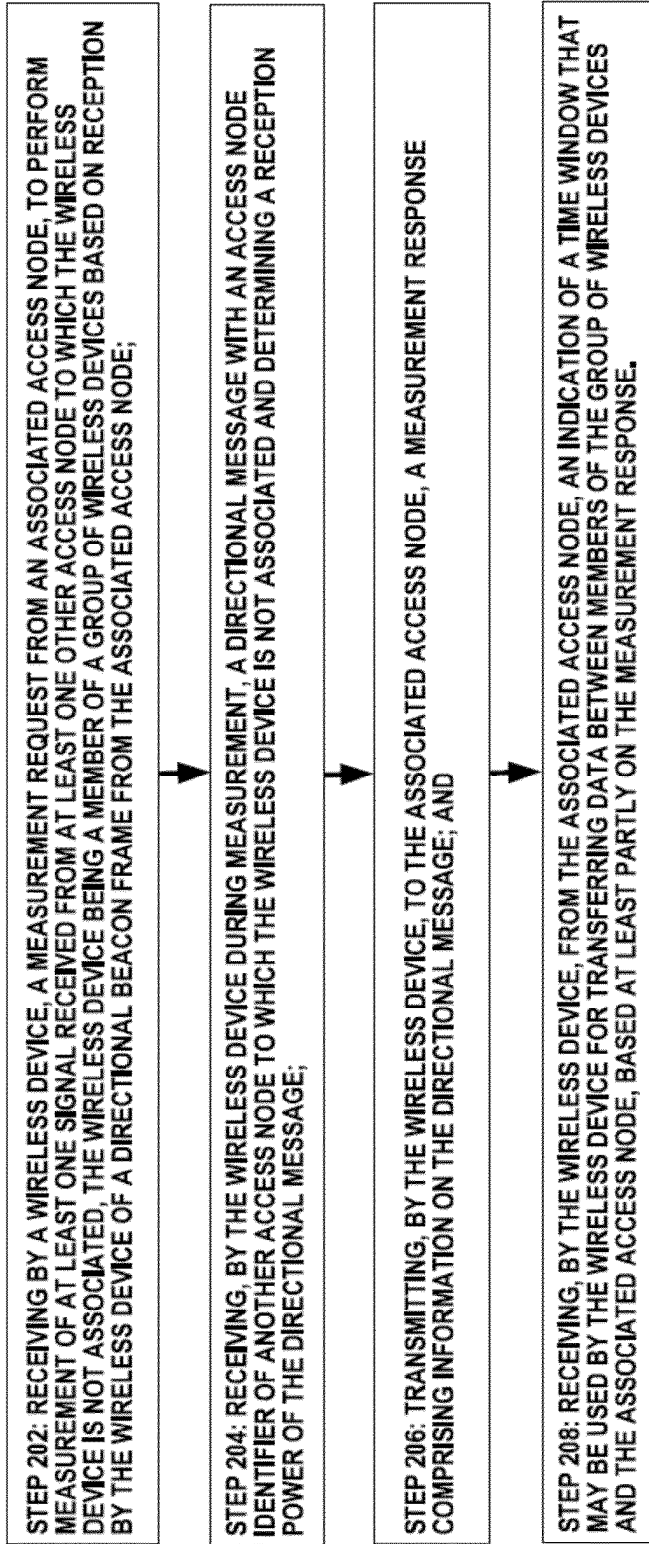 STEP 202: RECEIVING BY A WIRELESS DEVICE, A MEASUREMENT REQUEST FROM AN ASSOCIATED ACCESS NODE, TO PERFORM
MEASUREMENT OF AT LEAST ONE SIGNAL RECEIVED FROM AT LEAST ONE OTHER ACCESS NODE TO WHICH THE WIRELESS
DEVICE IS NOT ASSOCIATED, THE WIRELESS DEVICE BEING A MEMBER OF A GROUP OF WIRELESS DEVICES BASED ON RECEPTION
BY THE WIRELESS DEVICE OF A DIRECTIONAL BEACON FRAME FROM THE ASSOCIATED ACCESS NODE;
STEP 204: RECEIVING, BY THE WIRELESS DEVICE DURING MEASUREMENT, A DIRECTIONAL MESSAGE WITH AN ACCESS NODE
IDENTIFIER OF ANOTHER ACCESS NODE TO WHICH THE WIRELESS DEVICE IS NOT ASSOCIATED AND DETERMINING A RECEPTION
POWER OF THE DIRECTIONAL MESSAGE;
STEP 206: TRANSMITTING, BY THE WIRELESS DEVICE, TO THE ASSOCIATED ACCESS NODE, A MEASUREMENT RESPONSE
COMPRISING INFORMATION ON THE DIRECTIONAL MESSAGE; AND
STEP 208: RECEIVING, BY THE WIRELESS DEVICE, FROM THE ASSOCIATED ACCESS NODE, AN INDICATION OF A TIME WINDOW THAT
MAY BE USED BY THE WIRELESS DEVICE FOR TRANSFERRING DATA BETWEEN MEMBERS OF THE GROUP OF WIRELESS DEVICES
AND THE ASSOCIATED ACCESS NODE, BASED AT LEAST PARTLY ON THE MEASUREMENT RESPONSE.